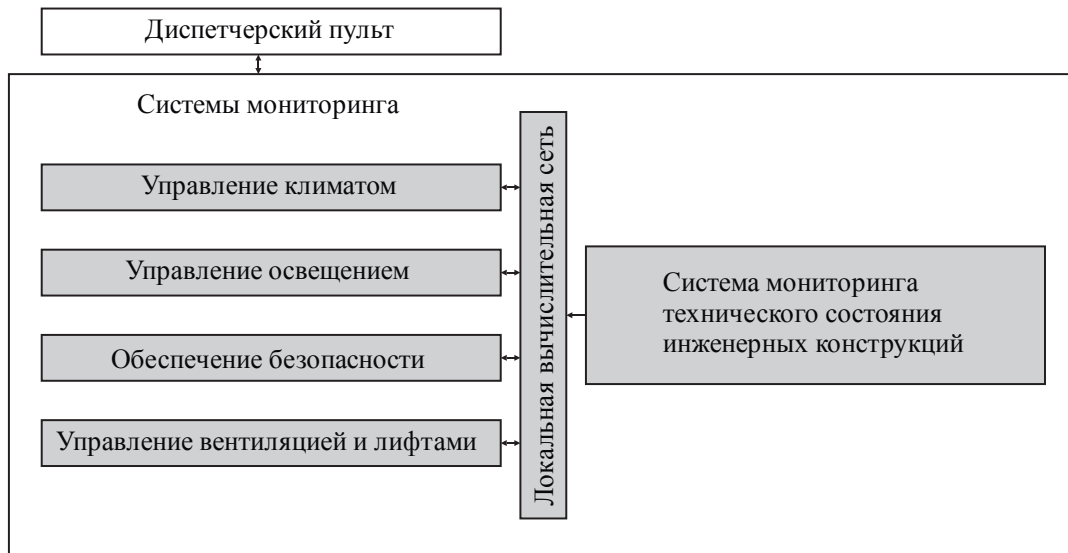 Диспетчерский пульт
Системы мониторинга
Управление климатом
Управление освещением
Обеспечение безопасности
Управление вентиляцией и лифтами
Локальная вычислительная сеть
Система мониторинга
технического состояния
инженерных конструкций